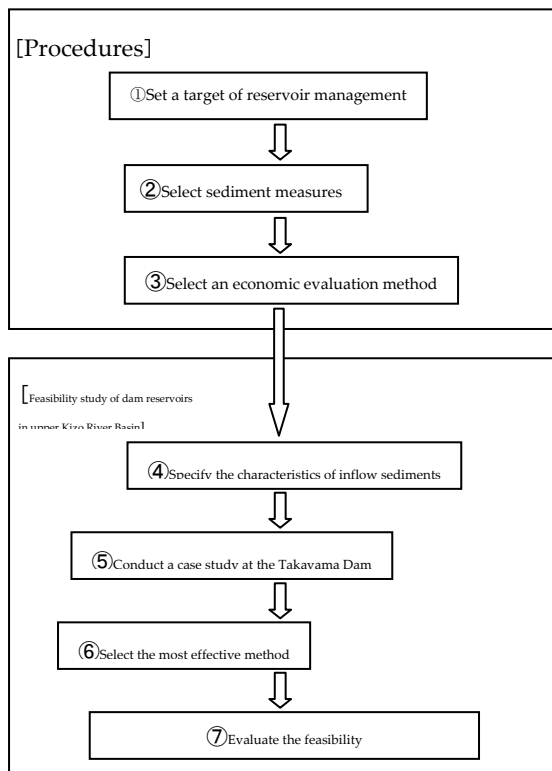 [Procedures]
①Set a target of reservoir management
②Select sediment measures
③Select an economic evaluation method
[Feasibility study of dam reservoirs
in upper Kizo River Basin]
④Specify the characteristics of inflow sediments
⑤Conduct a case study at the Takayama Dam
⑥Select the most effective method
⑦Evaluate the feasibility